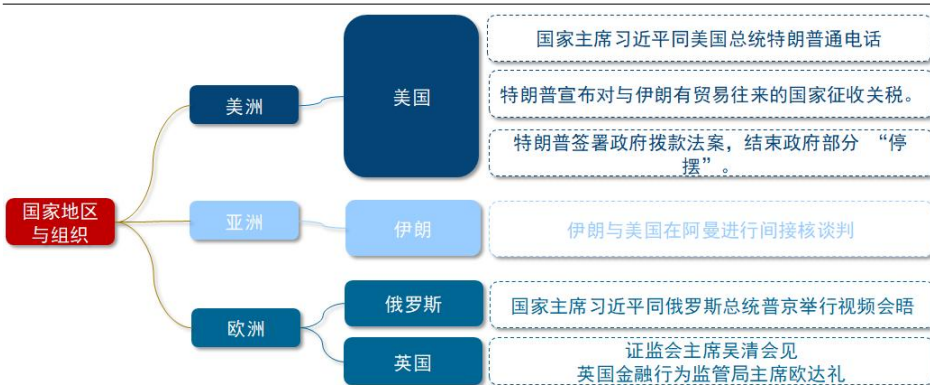 国家地区
与组织
美洲
美国
国家主席习近平同美国总统特朗普通电话
特朗普宣布对与伊朗有贸易往来的国家征收关税。
特朗普签署政府拨款法案，结束政府部分 “停
摆”。
亚洲
伊朗
伊朗与美国在阿曼进行间接核谈判
欧洲
俄罗斯
国家主席习近平同俄罗斯总统普京举行视频会晤
英国
证监会主席吴清会见
英国金融行为监管局主席欧达礼